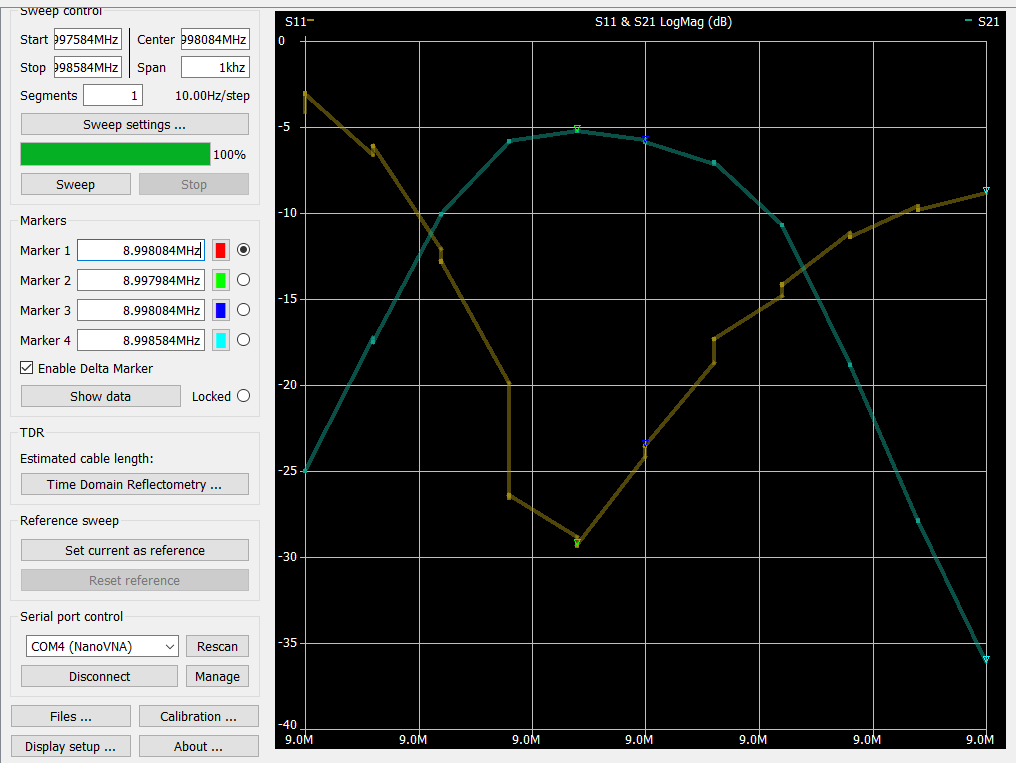 Sweep control
Start 997584MHz Center 998084MHz
Stop 998584MHz Span 1khz
Segments 1 10.00Hz/step
Sweep settings ...
100%
Sweep Stop
Markers
Marker 1 8.998084MHz
Marker 2 8.997984MHz
Marker 3 8.998084MHz
Marker 4 8.998584MHz
Enable Delta Marker
Show data Locked
TDR
Estimated cable length:
Time Domain Reflectometry ...
Reference sweep
Set current as reference
Reset reference
Serial port control
COM4 (NanoVNA) Rescan
Disconnect Manage
Files ... Calibration ...
Display setup ... About ...
S11 S11 & S21 LogMag (dB) S21
0
-5
-10
-15
-20
-25
-30
-35
-40
9.0M 9.0M 9.0M 9.0M 9.0M 9.0M 9.0M